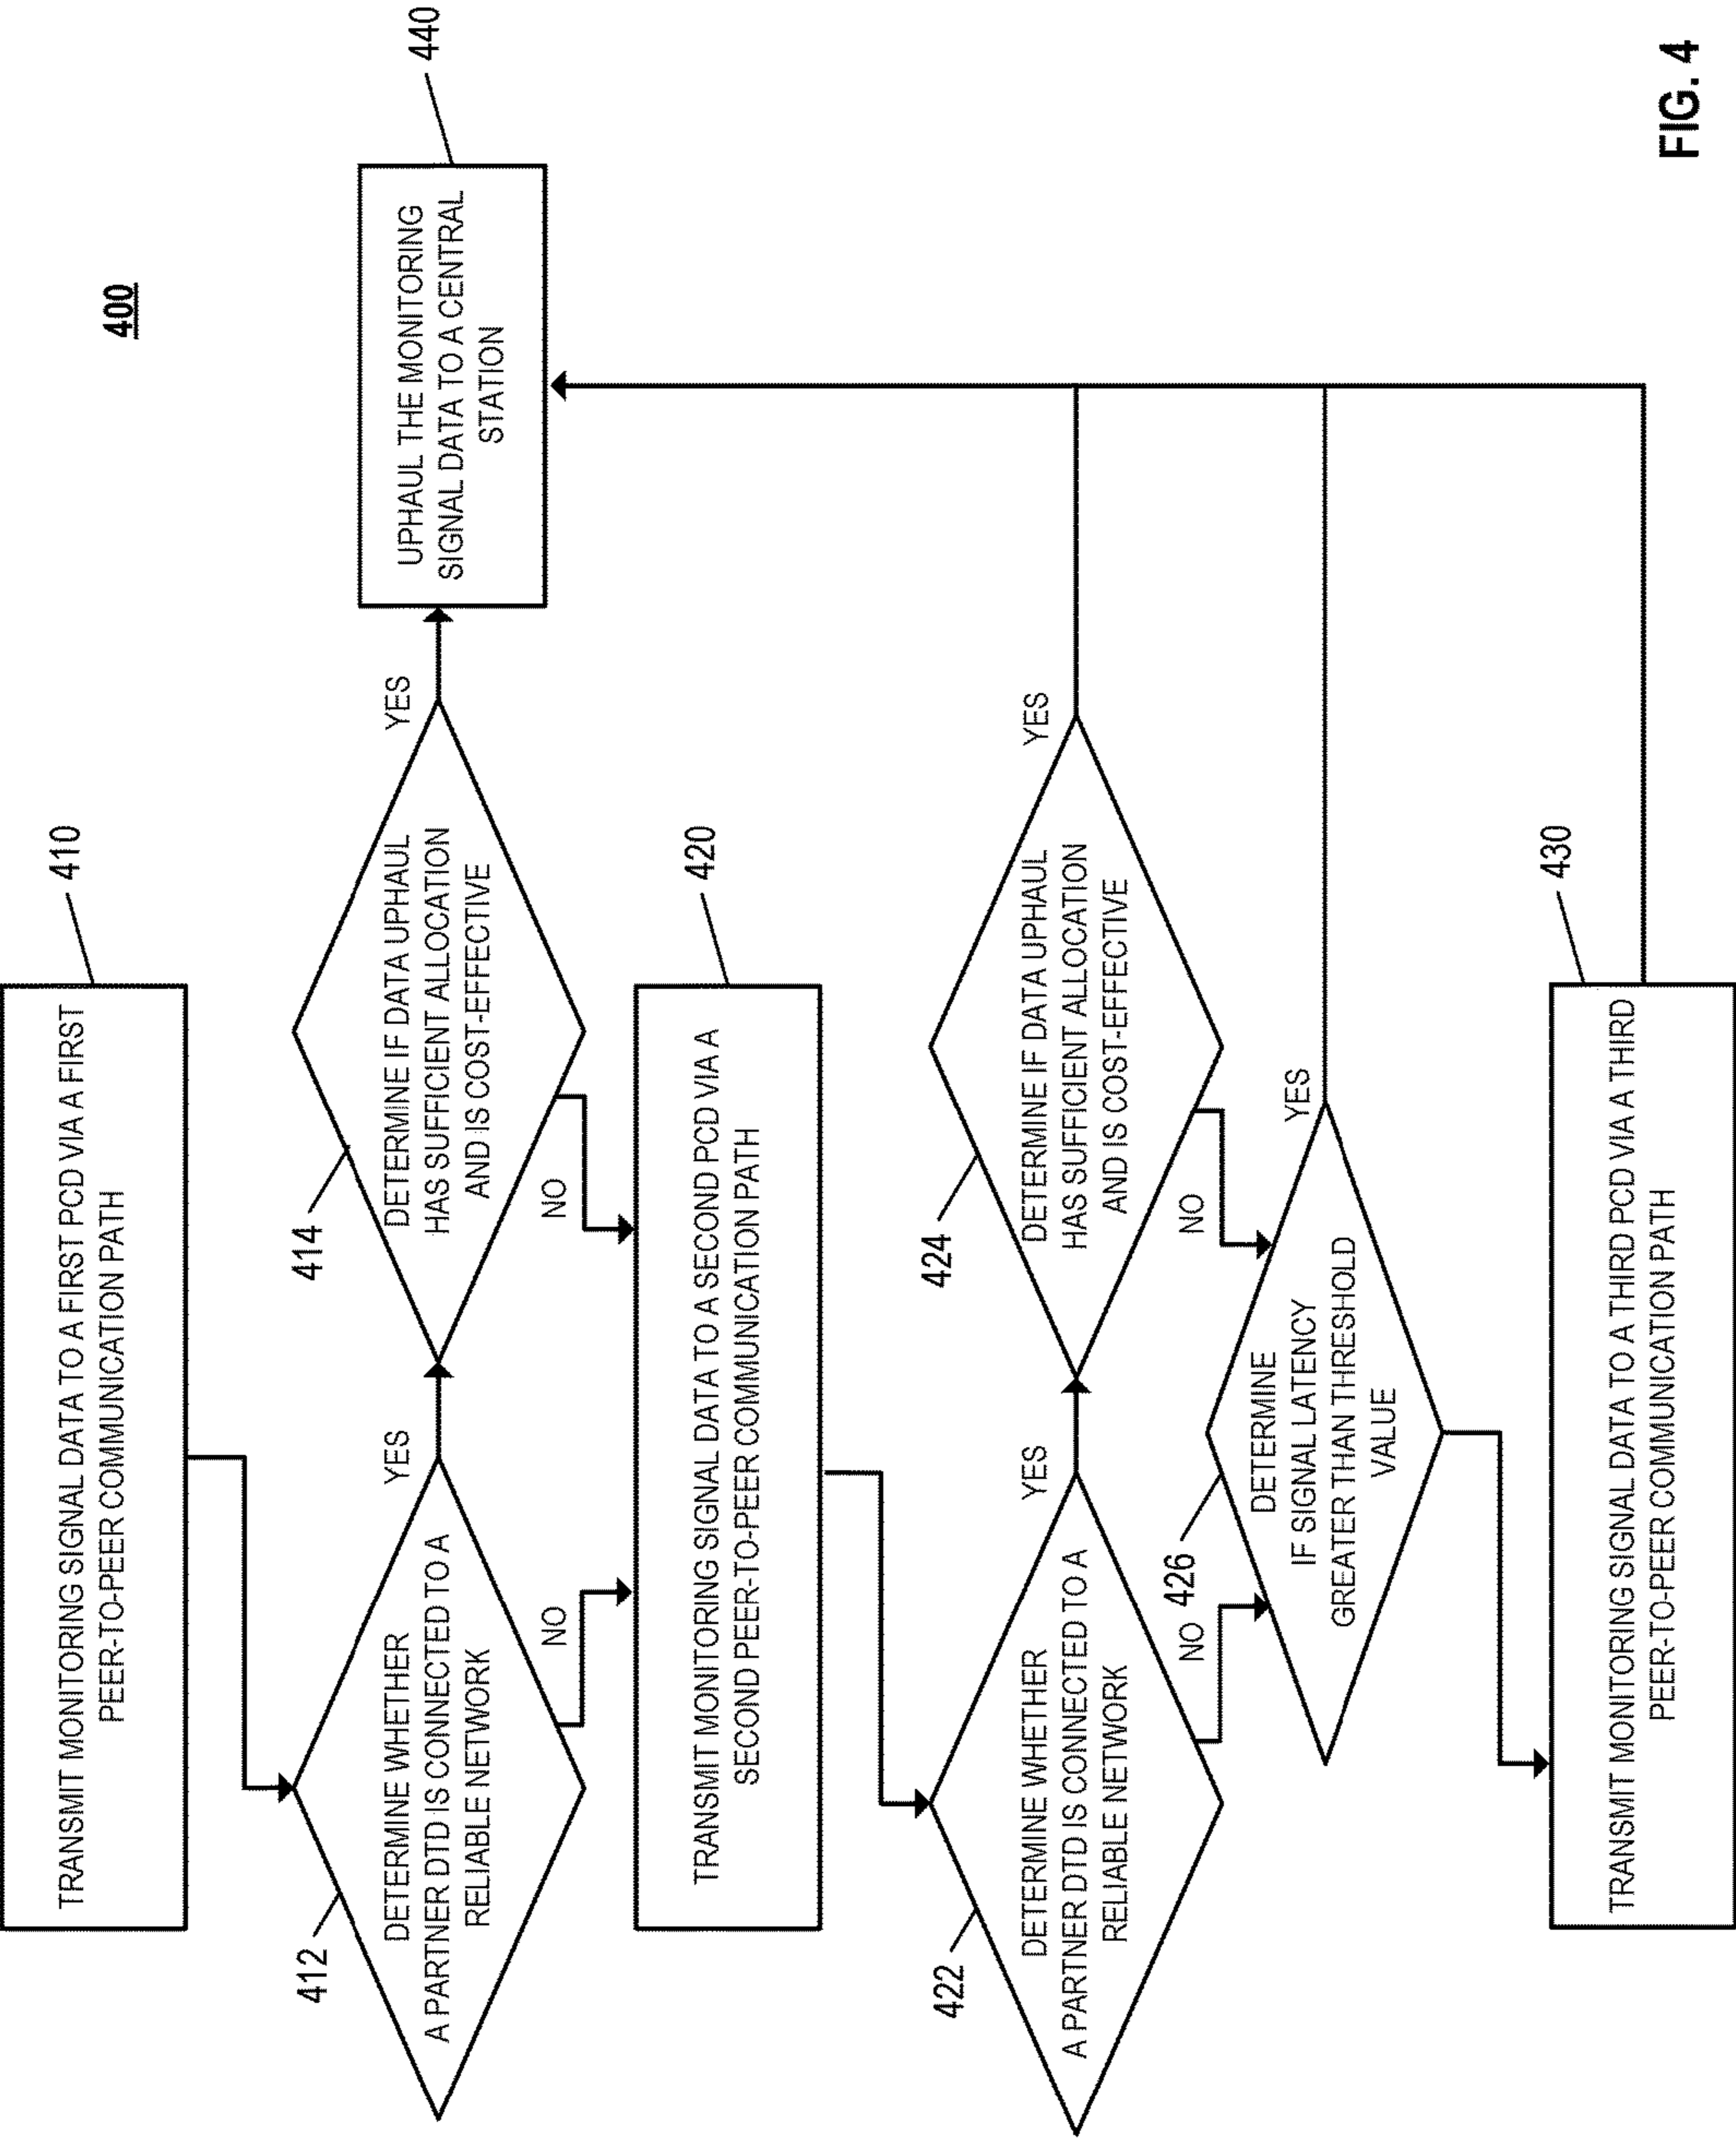 400
TRANSMIT MONITORING SIGNAL DATA TO A FIRST PCD VIA A FIRST
PEER-TO-PEER COMMUNICATION PATH
410
412
DETERMINE WHETHER
A PARTNER DTD IS CONNECTED TO A
RELIABLE NETWORK
YES
NO
414
DETERMINE IF DATA UPHAUL
HAS SUFFICIENT ALLOCATION
AND IS COST-EFFECTIVE
YES
NO
UPHAUL THE MONITORING
SIGNAL DATA TO A CENTRAL
STATION
440
TRANSMIT MONITORING SIGNAL DATA TO A SECOND PCD VIA A
SECOND PEER-TO-PEER COMMUNICATION PATH
420
422
DETERMINE WHETHER
A PARTNER DTD IS CONNECTED TO A
RELIABLE NETWORK
YES
NO
424
DETERMINE IF DATA UPHAUL
HAS SUFFICIENT ALLOCATION
AND IS COST-EFFECTIVE
YES
NO
426
DETERMINE
IF SIGNAL LATENCY
GREATER THAN THRESHOLD
VALUE
YES
TRANSMIT MONITORING SIGNAL DATA TO A THIRD PCD VIA A THIRD
PEER-TO-PEER COMMUNICATION PATH
430
FIG. 4